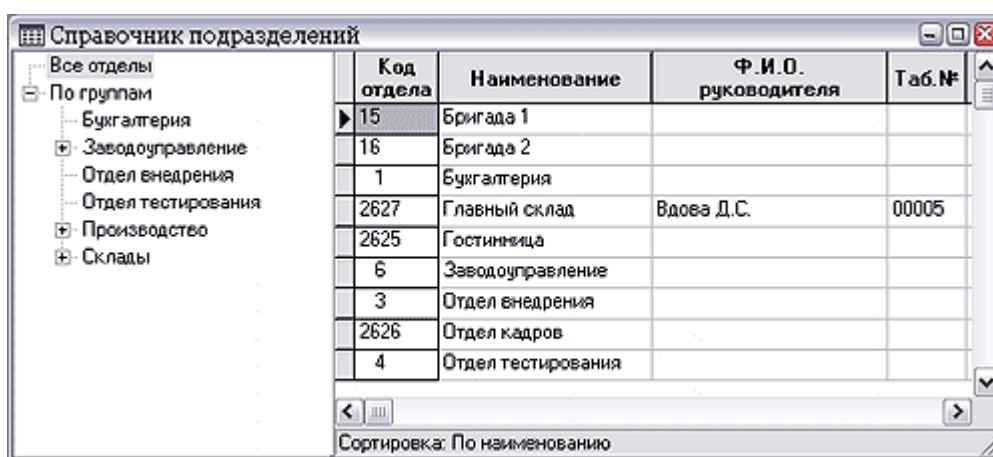 Справочник подразделений
Все отделы
По группам
Бухгалтерия
Заводоуправление
Отдел внедрения
Отдел тестирования
Производство
Склады
Код отдела Наименование Ф.И.О. руководителя Таб.№
15 Бригада 1
16 Бригада 2
1 Бухгалтерия
2627 Главный склад Вдова Д.С. 00005
2625 Гостинница
6 Заводоуправление
3 Отдел внедрения
2626 Отдел кадров
4 Отдел тестирования
Сортировка: По наименованию